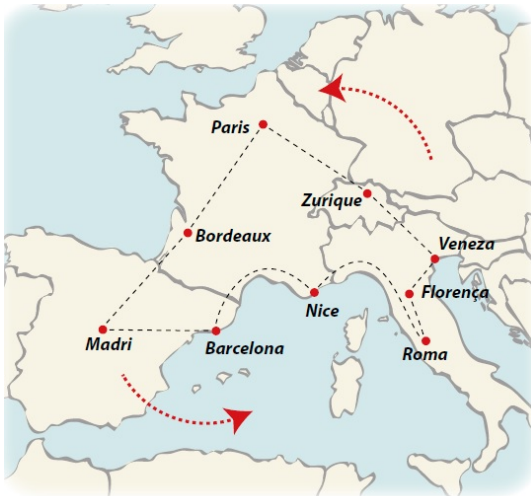 Paris
Zurique
Bordeaux
Veneza
Florença
Nice
Madri
Barcelona
Roma